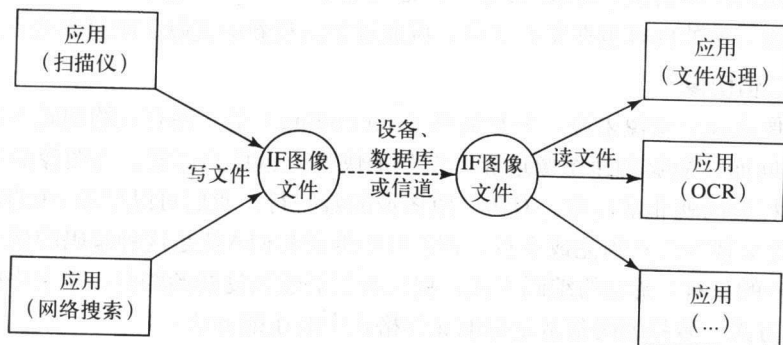 应用
（扫描仪）
应用
（网络搜索）
写文件
IF图像
文件
设备、
数据库
或信道
IF图像
文件
读文件
应用
（文件处理）
应用
（OCR）
应用
（...）